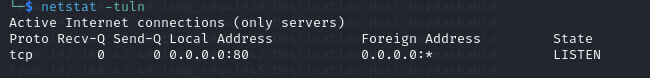 └─$ netstat -tuln
Active Internet connections (only servers)
Proto Recv-Q Send-Q Local Address           Foreign Address         State
tcp        0      0 0.0.0.0:80              0.0.0.0:*               LISTEN